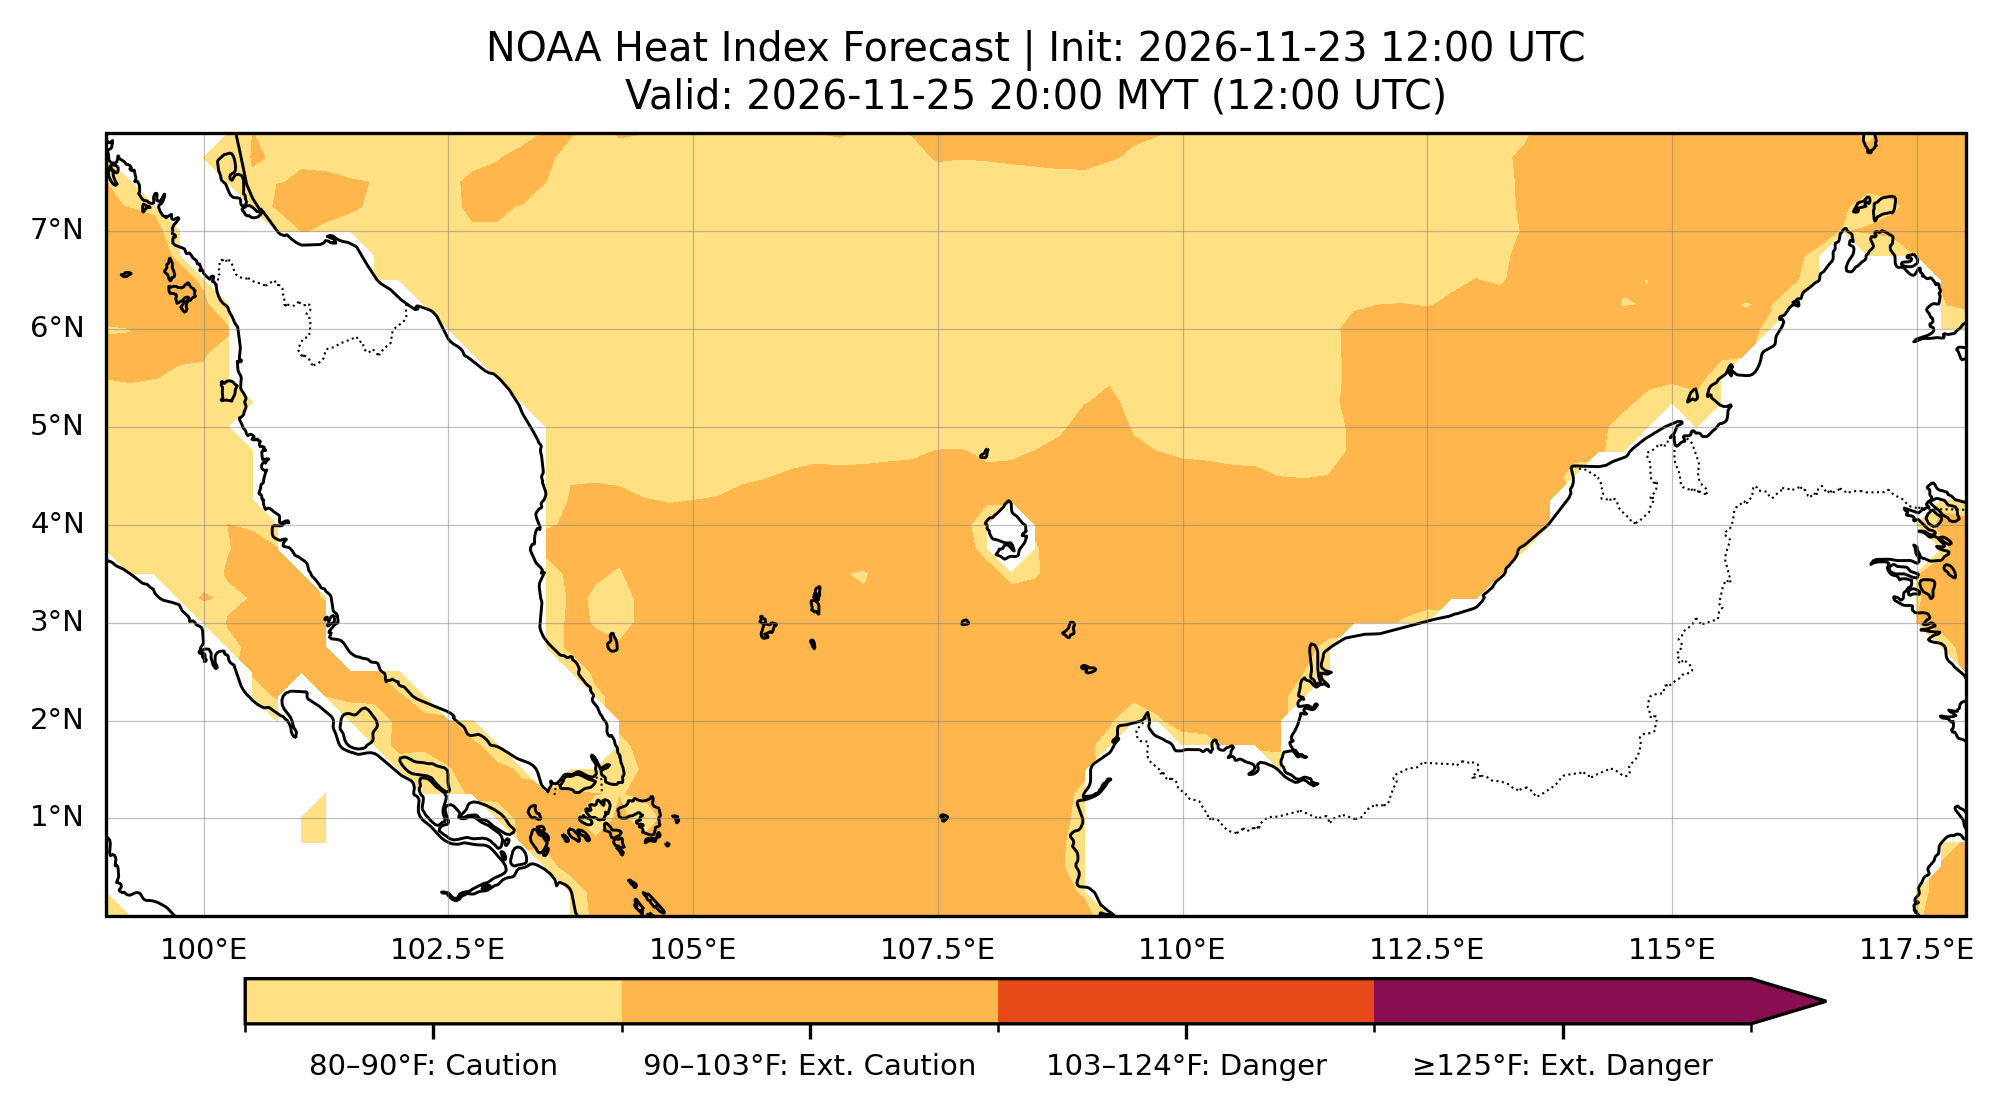 NOAA Heat Index Forecast | Init: 2026-11-23 12:00 UTC
Valid: 2026-11-25 20:00 MYT (12:00 UTC)
7°N
6°N
5°N
4°N
3°N
2°N
1°N
100°E 102.5°E 105°E 107.5°E 110°E 112.5°E 115°E 117.5°E
80–90°F: Caution 90–103°F: Ext. Caution 103–124°F: Danger ≥125°F: Ext. Danger